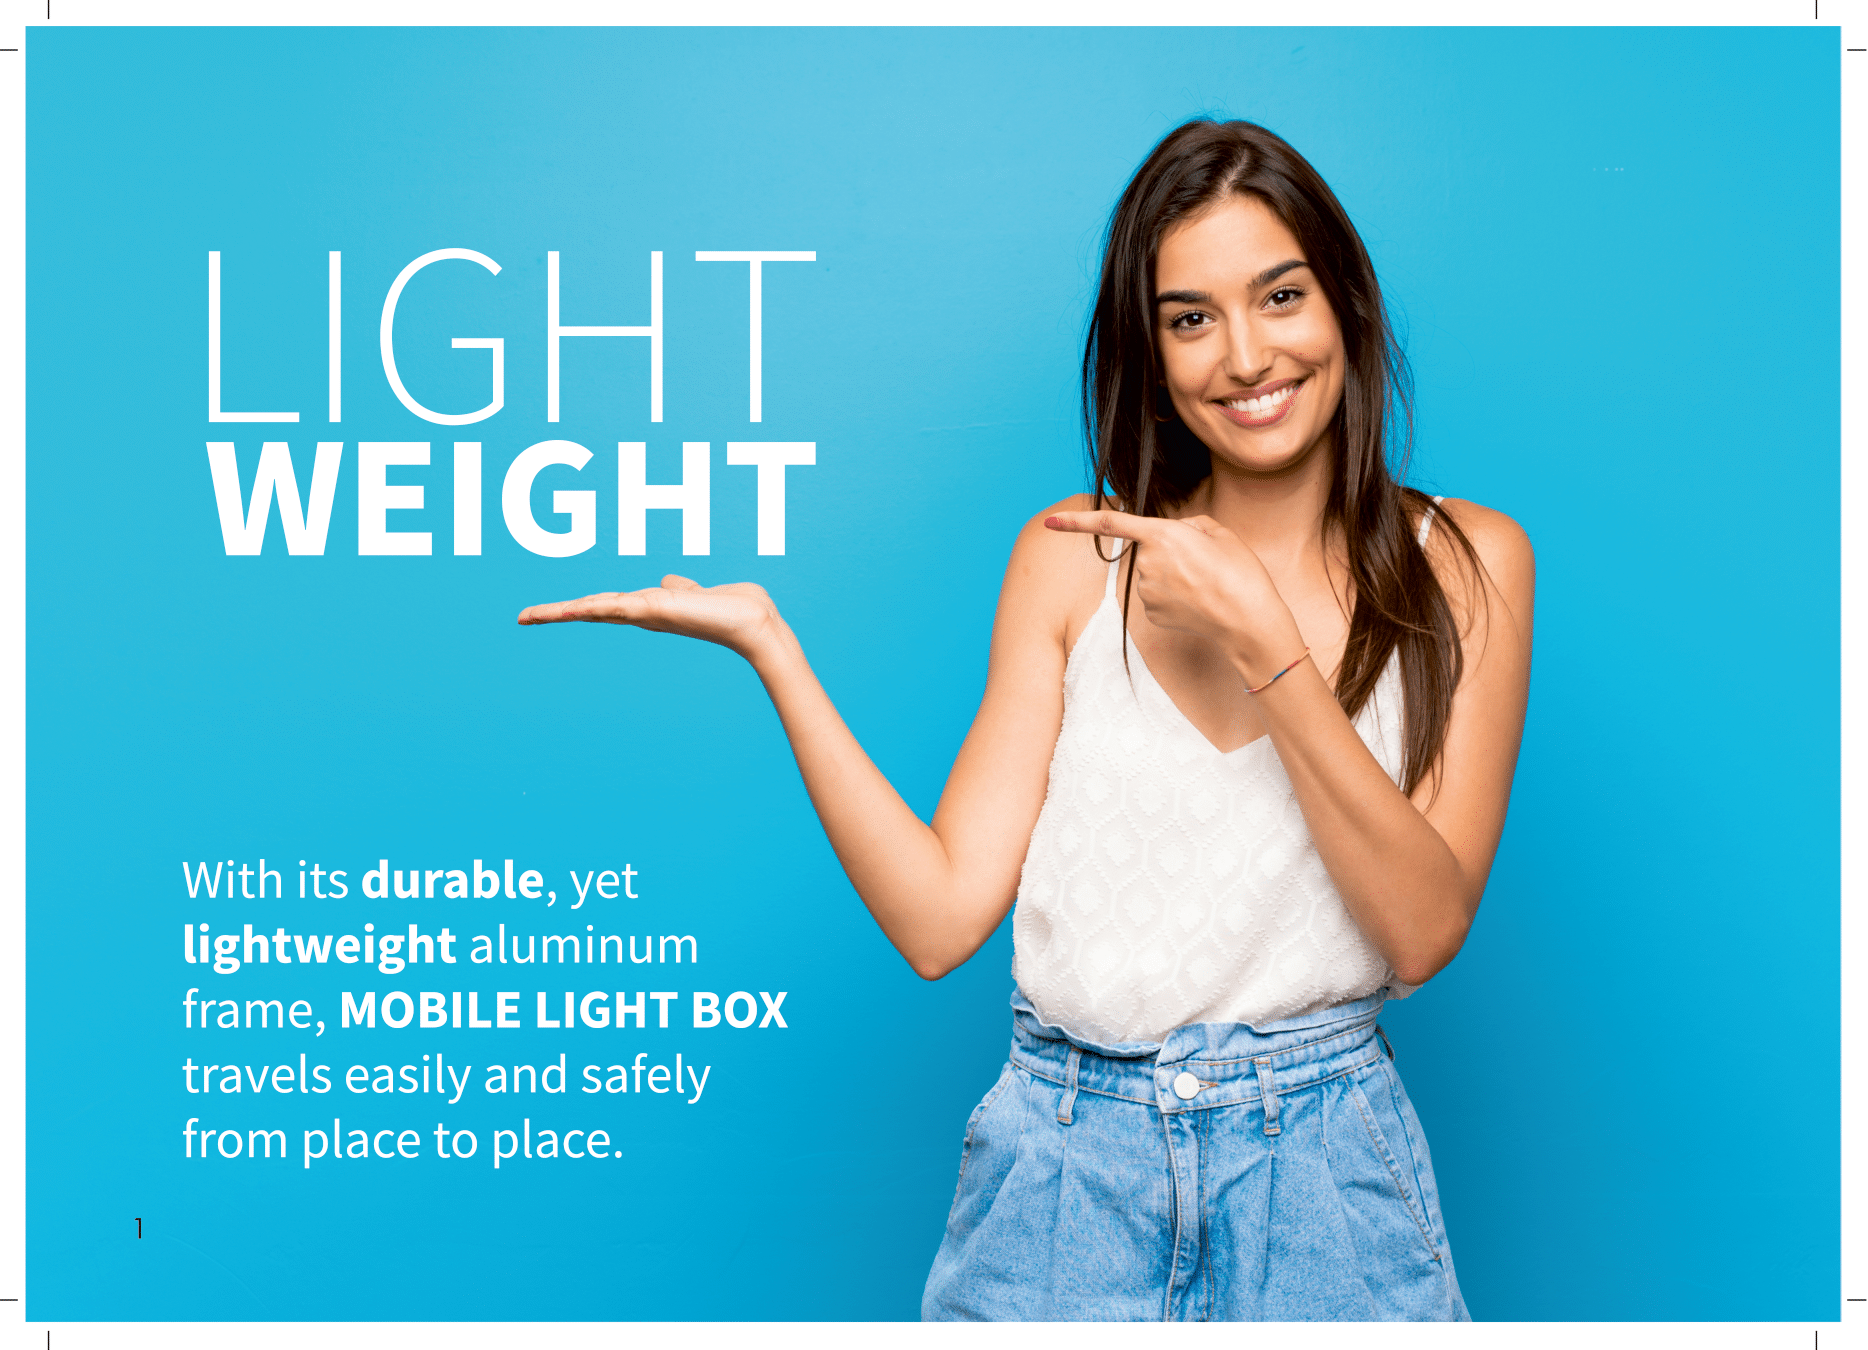 LIGHT
WEIGHT
With its durable, yet
lightweight aluminum
frame, MOBILE LIGHT BOX
travels easily and safely
from place to place.
1